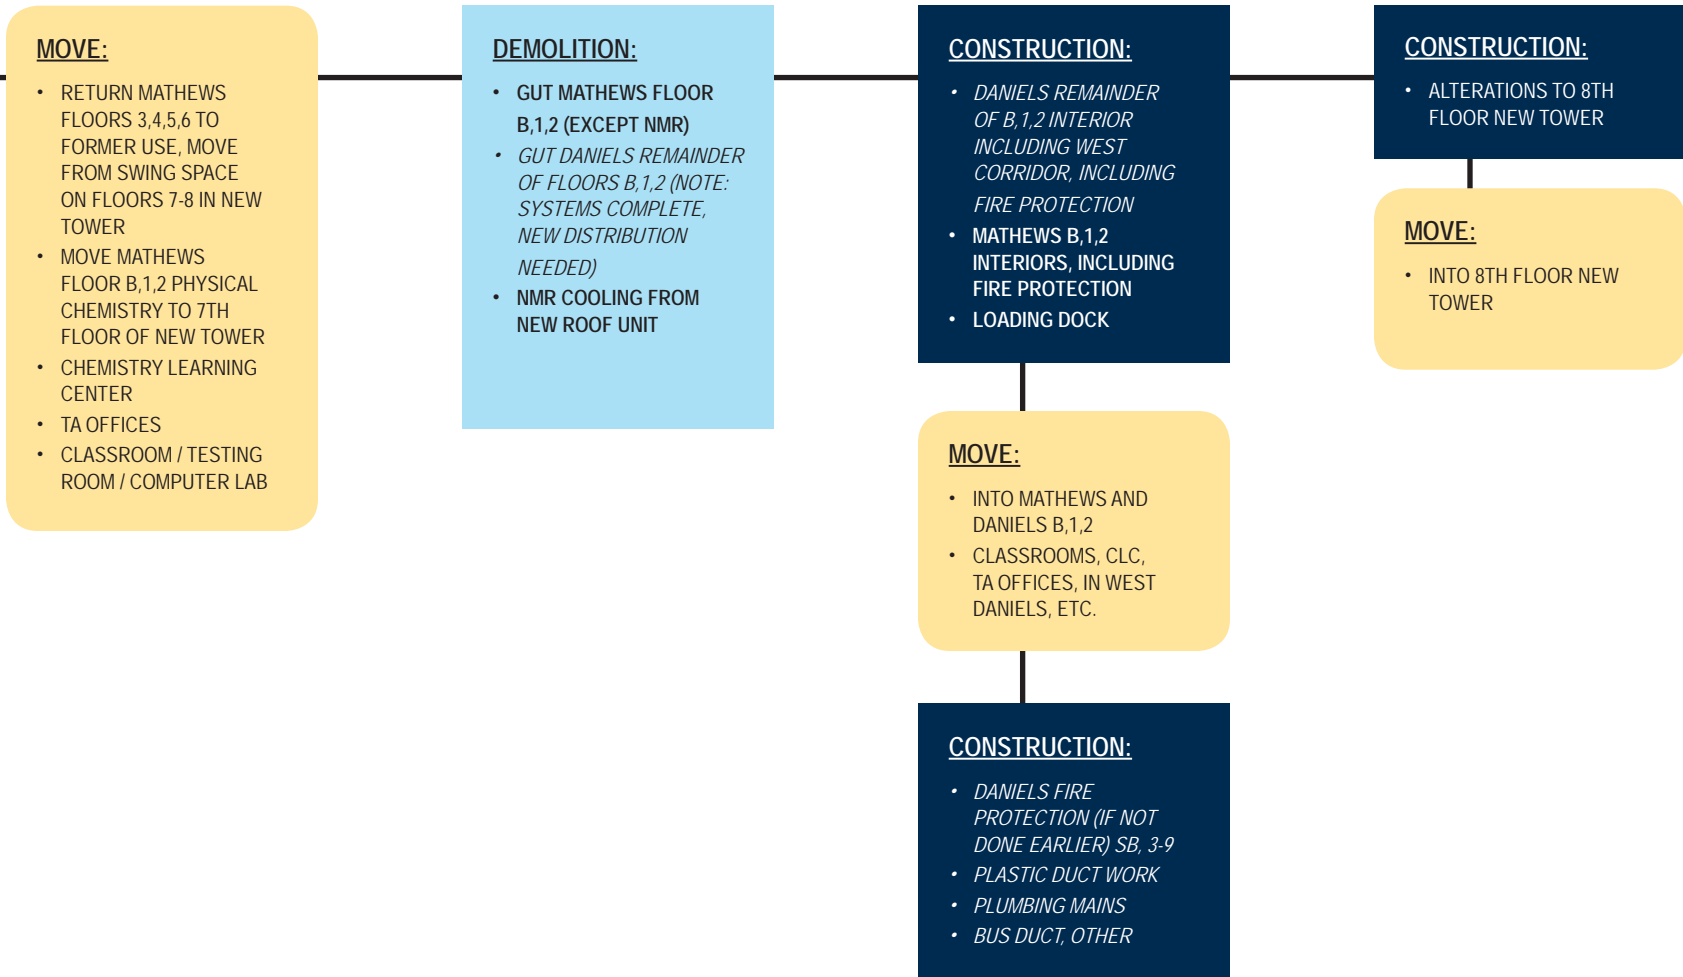 MOVE:
• RETURN MATHEWS
FLOORS 3,4,5,6 TO
FORMER USE, MOVE
FROM SWING SPACE
ON FLOORS 7-8 IN NEW
TOWER
• MOVE MATHEWS
FLOOR B,1,2 PHYSICAL
CHEMISTRY TO 7TH
FLOOR OF NEW TOWER
• CHEMISTRY LEARNING
CENTER
• TA OFFICES
• CLASSROOM / TESTING
ROOM / COMPUTER LAB
DEMOLITION:
• GUT MATHEWS FLOOR
B,1,2 (EXCEPT NMR)
• GUT DANIELS REMAINDER
OF FLOORS B,1,2 (NOTE:
SYSTEMS COMPLETE,
NEW DISTRIBUTION
NEEDED)
• NMR COOLING FROM
NEW ROOF UNIT
CONSTRUCTION:
• DANIELS REMAINDER
OF B,1,2 INTERIOR
INCLUDING WEST
CORRIDOR, INCLUDING
FIRE PROTECTION
• MATHEWS B,1,2
INTERIORS, INCLUDING
FIRE PROTECTION
• LOADING DOCK
MOVE:
• INTO MATHEWS AND
DANIELS B,1,2
• CLASSROOMS, CLC,
TA OFFICES, IN WEST
DANIELS, ETC.
CONSTRUCTION:
• DANIELS FIRE
PROTECTION (IF NOT
DONE EARLIER) SB, 3-9
• PLASTIC DUCT WORK
• PLUMBING MAINS
• BUS DUCT, OTHER
CONSTRUCTION:
• ALTERATIONS TO 8TH
FLOOR NEW TOWER
MOVE:
• INTO 8TH FLOOR NEW
TOWER